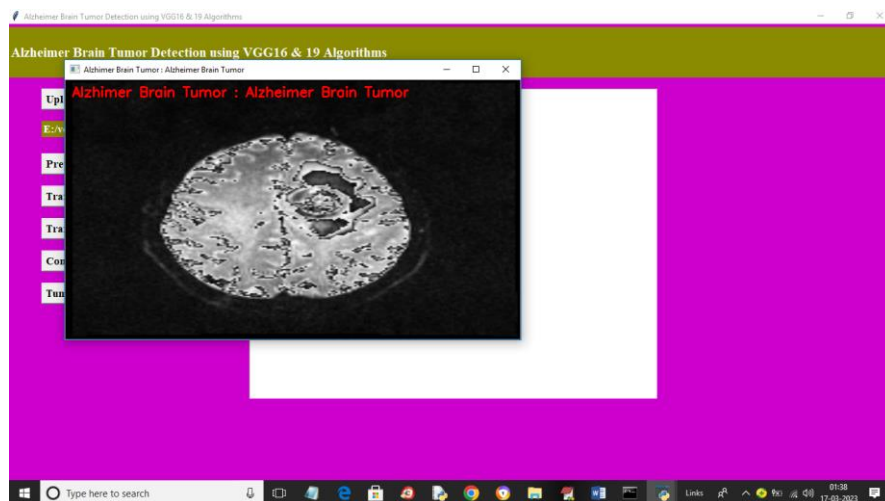 Alzheimer Brain Tumor Detection using VGG16 & 19 Algorithms
Alzheimer Brain Tumor Detection using VGG16 & 19 Algorithms
Alzhimer Brain Tumor : Alzheimer Brain Tumor
Alzhimer Brain Tumor : Alzheimer Brain Tumor
Upl
E:/v
Pre
Tra
Tra
Con
Tun
Type here to search
Links
01:38
17-03-2023